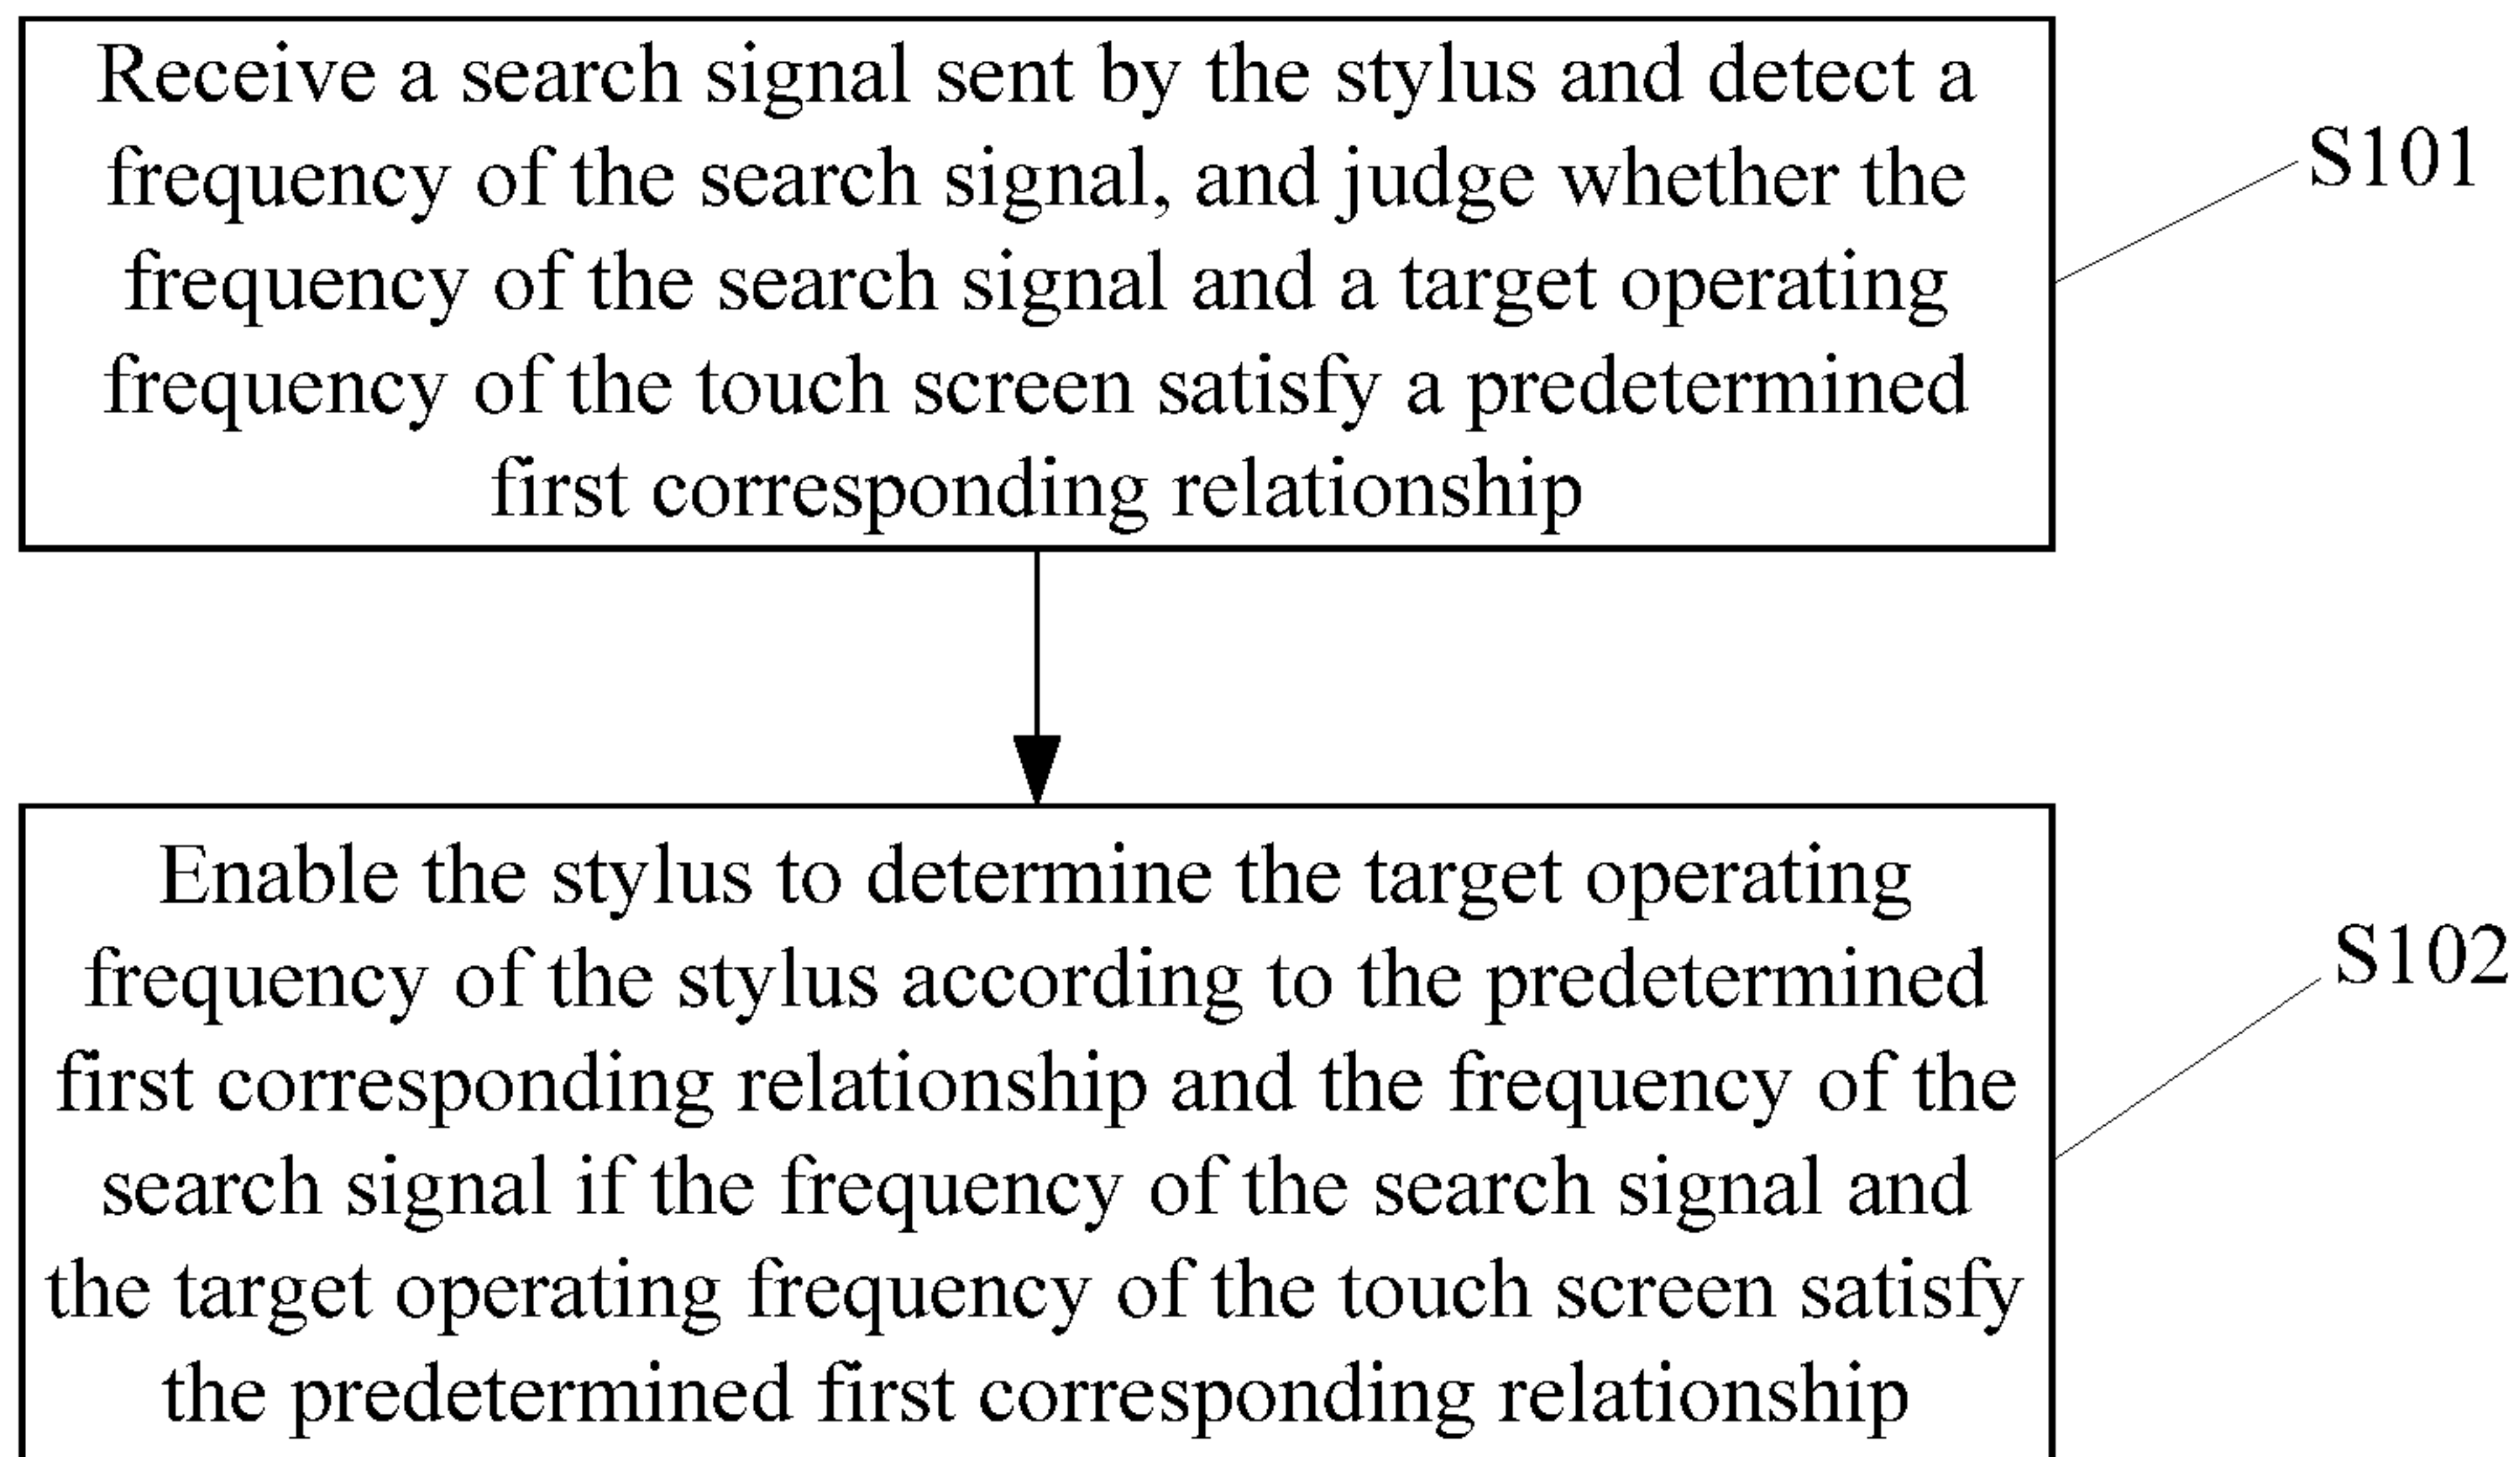 Receive a search signal sent by the stylus and detect a
frequency of the search signal, and judge whether the
frequency of the search signal and a target operating
frequency of the touch screen satisfy a predetermined
first corresponding relationship
S101
Enable the stylus to determine the target operating
frequency of the stylus according to the predetermined
first corresponding relationship and the frequency of the
search signal if the frequency of the search signal and
the target operating frequency of the touch screen satisfy
the predetermined first corresponding relationship
S102